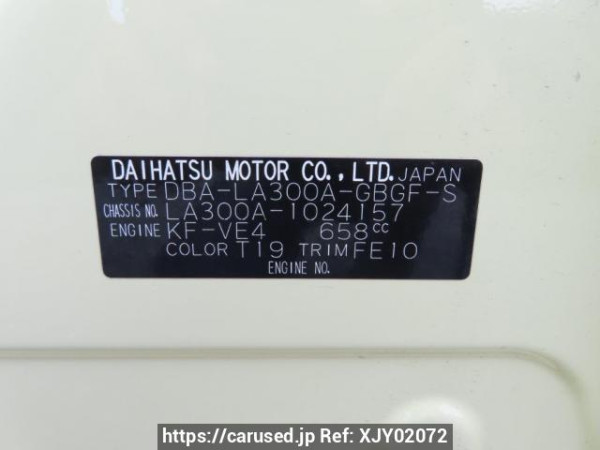 DAIHATSU MOTOR CO., LTD. JAPAN
TYPE DBA-LA300A-GBGF-S
CHASSIS NO. LA300A-1024157
ENGINE KF-VE4 658cc
COLOR T19 TRIM FE10
ENGINE NO.
https://carused.jp Ref: XJY02072